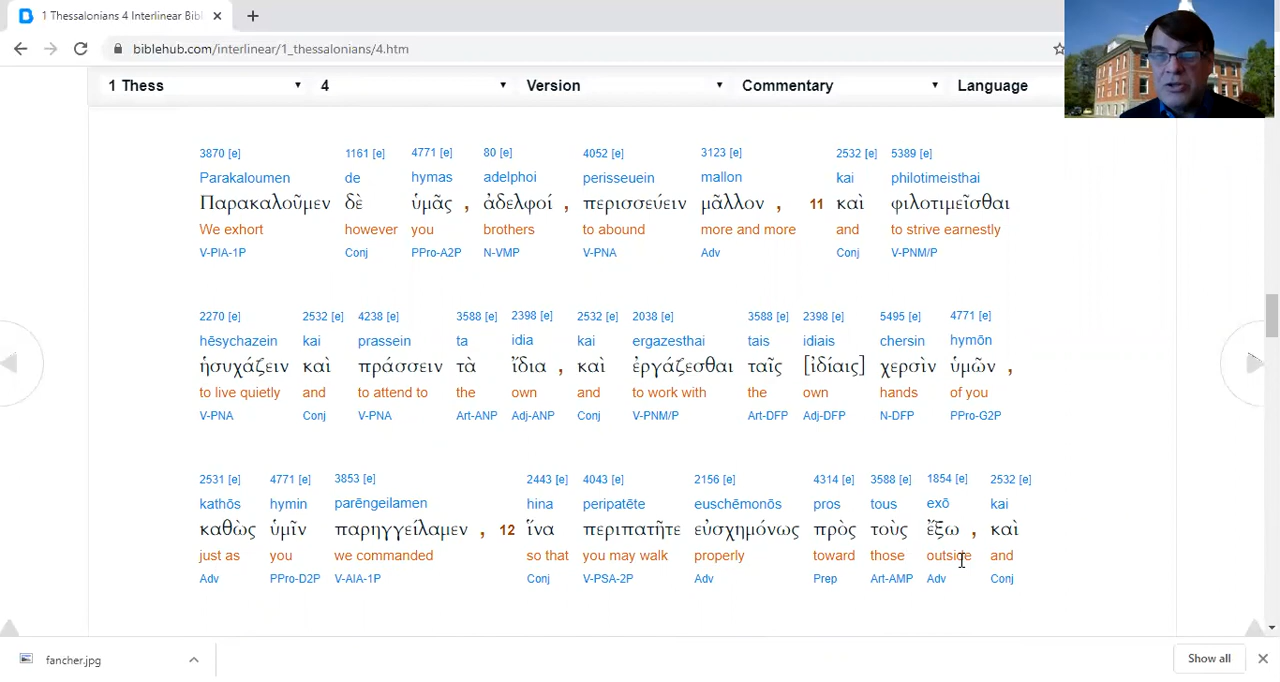 1 Thessalonians 4 Interlinear Bib
biblehub.com/interlinear/1_thessalonians/4.htm
1 Thess 4 Version Commentary Language
3870 [e] 1161 [e] 4771 [e] 80 [e] 4052 [e] 3123 [e] 2532 [e] 5389 [e]
Parakaloumen de hymas adelphoi perisseuein mallon kai philotimeisthai
Παρακαλοῦμεν δὲ ὑμᾶς , ἀδελφοί , περισσεύειν μᾶλλον , 11 καὶ φιλοτιμεῖσθαι
We exhort however you brothers to abound more and more and to strive earnestly
V-PIA-1P Conj PPro-A2P N-VMP V-PNA Adv Conj V-PNM/P
2270 [e] 2532 [e] 4238 [e] 3588 [e] 2398 [e] 2532 [e] 2038 [e] 3588 [e] 2398 [e] 5495 [e] 4771 [e]
hēsychazein kai prassein ta idia kai ergazesthai tais idiais chersin hymōn
ἡσυχάζειν καὶ πράσσειν τὰ ἴδια , καὶ ἐργάζεσθαι ταῖς [ἰδίαις] χερσὶν ὑμῶν ,
to live quietly and to attend to the own and to work with the own hands of you
V-PNA Conj V-PNA Art-ANP Adj-ANP Conj V-PNM/P Art-DFP Adj-DFP N-DFP PPro-G2P
2531 [e] 4771 [e] 3853 [e] 2443 [e] 4043 [e] 2156 [e] 4314 [e] 3588 [e] 1854 [e] 2532 [e]
kathōs hymin parēngeilamen hina peripatēte euschēmonōs pros tous exō kai
καθὼς ὑμῖν παρηγγείλαμεν , 12 ἵνα περιπατῆτε εὐσχημόνως πρὸς τοὺς ἔξω , καὶ
just as you we commanded so that you may walk properly toward those outside and
Adv PPro-D2P V-AIA-1P Conj V-PSA-2P Adv Prep Art-AMP Adv Conj
fancher.jpg Show all